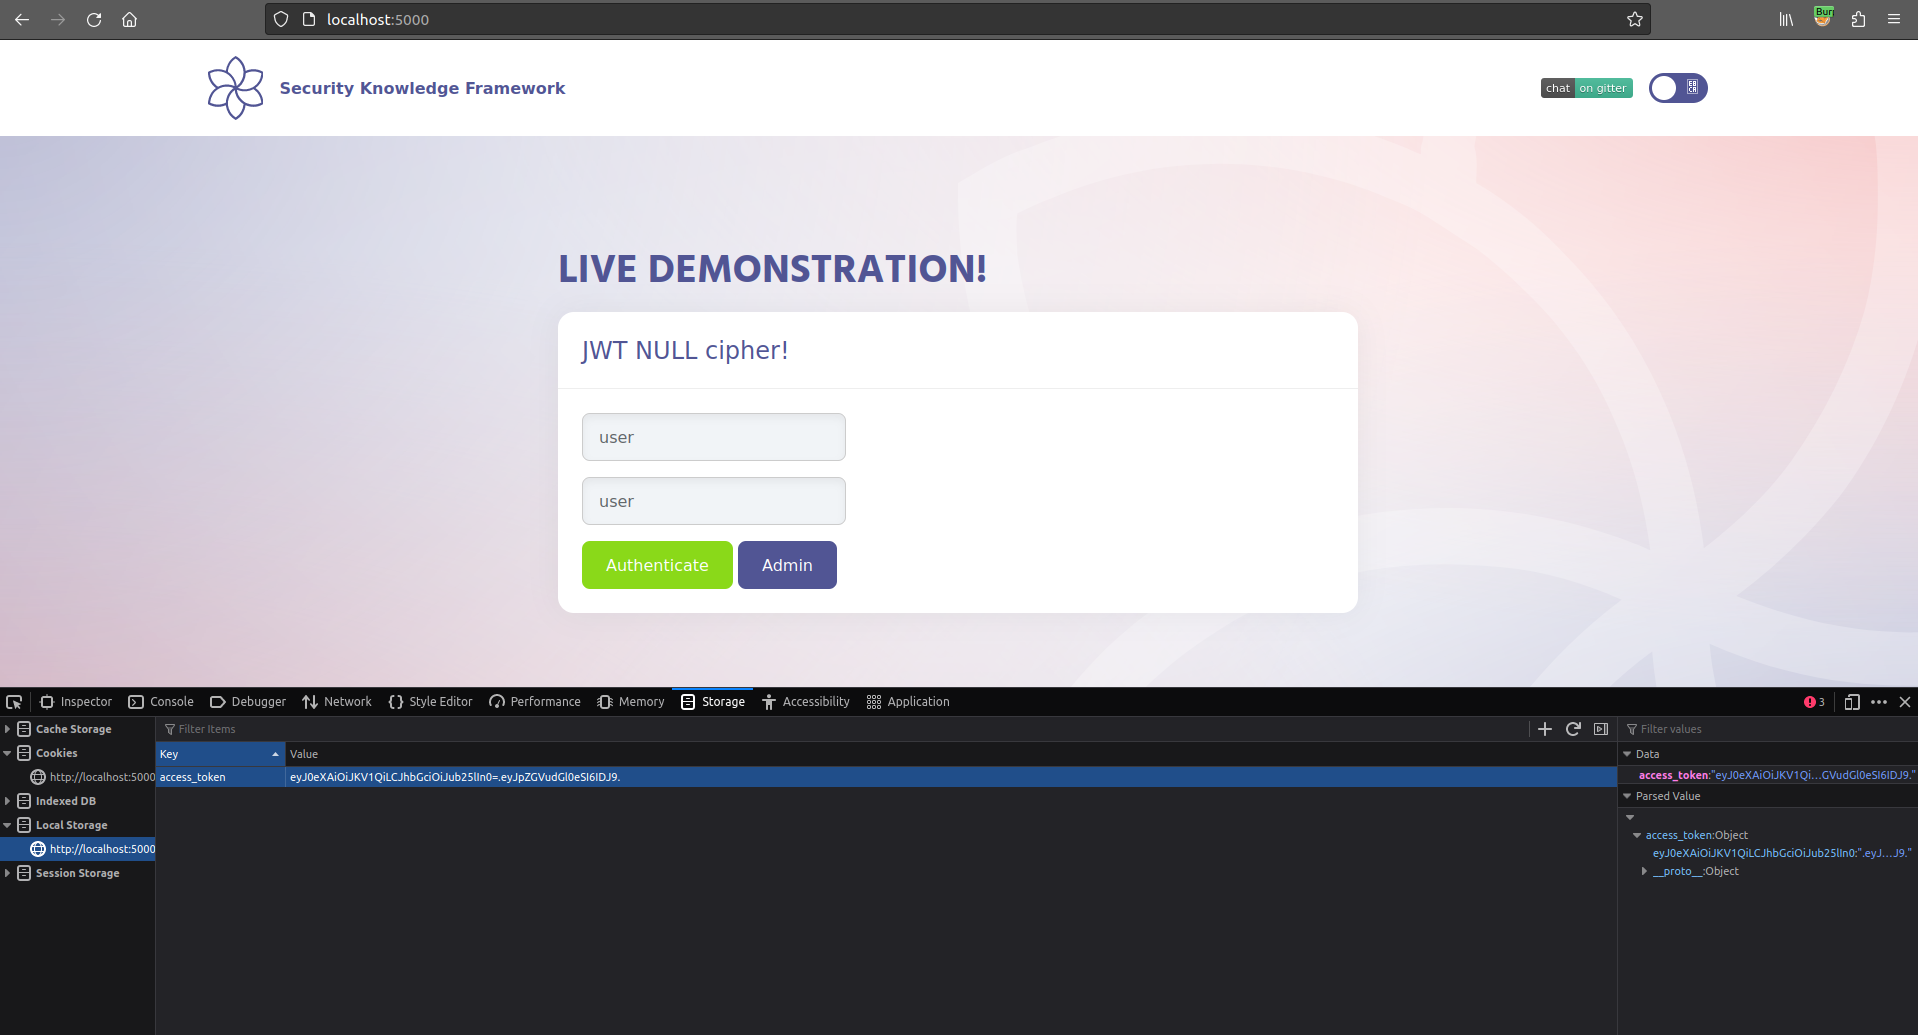 localhost:5000
Burp
Security Knowledge Framework
chat on gitter
LIVE DEMONSTRATION!
JWT NULL cipher!
user
user
Authenticate Admin
Inspector Console Debugger Network Style Editor Performance Memory Storage Accessibility Application 3
Cache Storage
Cookies
http://localhost:5000
Indexed DB
Local Storage
http://localhost:5000
Session Storage
Filter Items
Key Value
access_token eyJ0eXAiOiJKV1QiLCJhbGciOiJub25lIn0=.eyJpZGVudGl0eSI6IDJ9.
Filter values
Data
access_token:"eyJ0eXAiOiJKV1Qi...GVudGl0eSI6IDJ9."
Parsed Value
access_token:Object
eyJ0eXAiOiJKV1QiLCJhbGciOiJub25lIn0:".eyJ...J9."
__proto__:Object